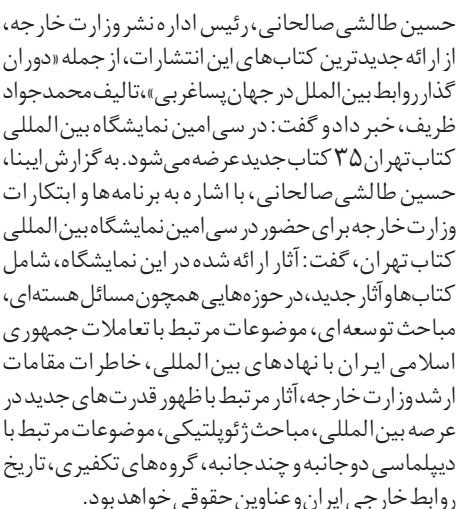 حسین طالشی صالحانی، رئیس اداره نشر وزارت خارجه،
از ارائه جدیدترین کتاب‌های این انتشارات، از جمله «دوران
گذار روابط بین‌الملل در جهان پساغربی»، تالیف محمدجواد
ظریف، خبر داد و گفت: در سی‌امین نمایشگاه بین‌المللی
کتاب تهران ۳۵ کتاب جدید عرضه می‌شود. به گزارش ایبنا،
حسین طالشی صالحانی، با اشاره به برنامه‌ها و ابتکارات
وزارت خارجه برای حضور در سی‌امین نمایشگاه بین‌المللی
کتاب تهران، گفت: آثار ارائه شده در این نمایشگاه، شامل
کتاب‌ها و آثار جدید، در حوزه‌هایی همچون مسائل هسته‌ای،
مباحث توسعه‌ای، موضوعات مرتبط با تعاملات جمهوری
اسلامی ایران با نهادهای بین‌المللی، خاطرات مقامات
ارشد وزارت خارجه، آثار مرتبط با ظهور قدرت‌های جدید در
عرصه بین‌المللی، مباحث ژئوپلتیکی، موضوعات مرتبط با
دیپلماسی دوجانبه و چندجانبه، گروه‌های تکفیری، تاریخ
روابط خارجی ایران و عناوین حقوقی خواهد بود.